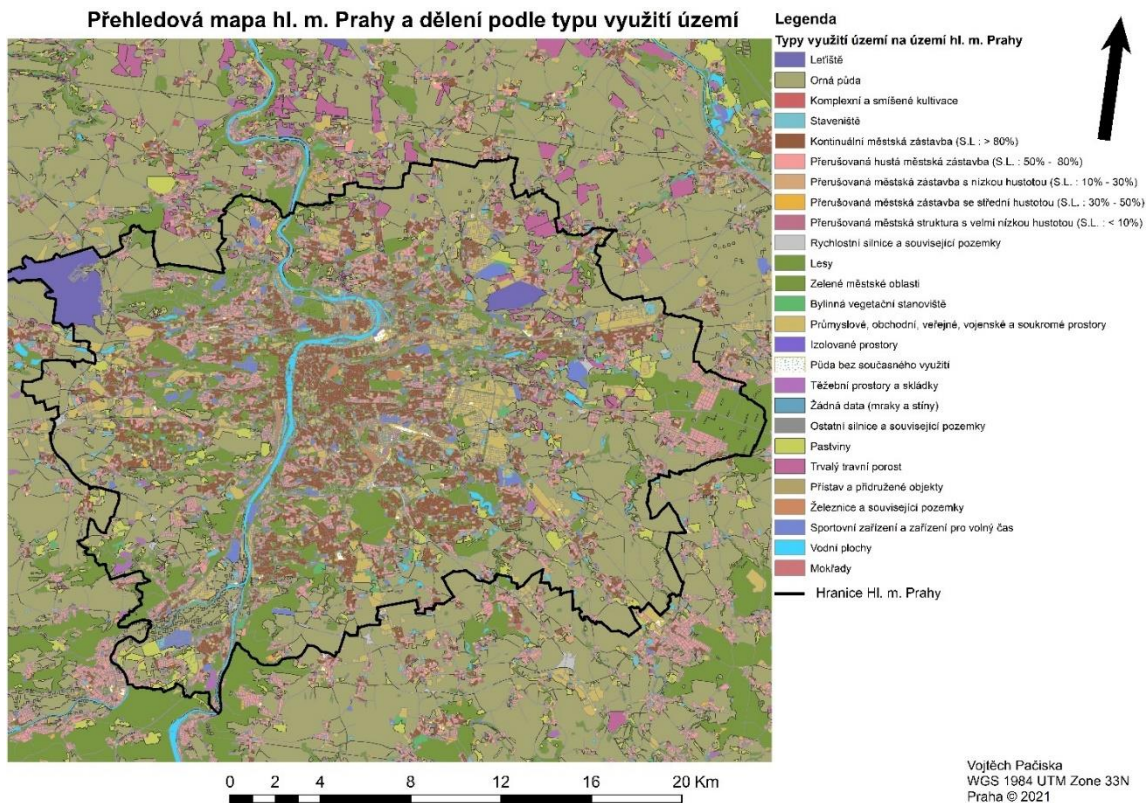 Přehledová mapa hl. m. Prahy a dělení podle typu využití území
Legenda
Typy využití území na území hl. m. Prahy
Letiště
Orná půda
Komplexní a smíšené kultivace
Staveniště
Kontinuální městská zástavba (S.L : > 80%)
Přerušovaná hustá městská zástavba (S.L. : 50% - 80%)
Přerušovaná městská zástavba s nízkou hustotou (S.L. : 10% - 30%)
Přerušovaná městská zástavba se střední hustotou (S.L. : 30% - 50%)
Přerušovaná městská struktura s velmi nízkou hustotou (S.L. : < 10%)
Rychlostní silnice a související pozemky
Lesy
Zelené městské oblasti
Bylinná vegetační stanoviště
Průmyslové, obchodní, veřejné, vojenské a soukromé prostory
Izolované prostory
Půda bez současného využití
Těžební prostory a skládky
Žádná data (mraky a stíny)
Ostatní silnice a související pozemky
Pastviny
Trvalý travní porost
Přístav a přidružené objekty
Železnice a související pozemky
Sportovní zařízení a zařízení pro volný čas
Vodní plochy
Mokřady
Hranice Hl. m. Prahy
0 2 4 8 12 16 20 Km
Vojtěch Pačiska
WGS 1984 UTM Zone 33N
Praha © 2021